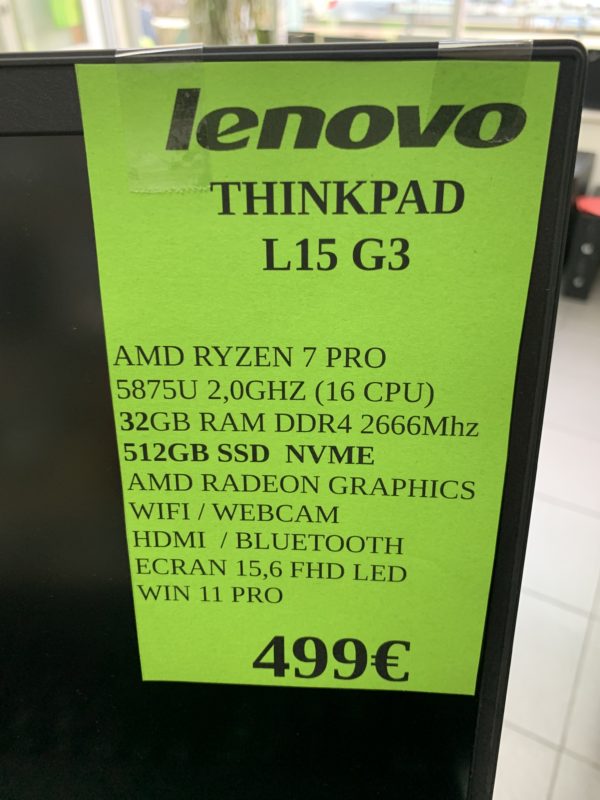 lenovo
THINKPAD
L15 G3
AMD RYZEN 7 PRO
5875U 2,0GHZ (16 CPU)
32GB RAM DDR4 2666Mhz
512GB SSD NVME
AMD RADEON GRAPHICS
WIFI / WEBCAM
HDMI / BLUETOOTH
ECRAN 15,6 FHD LED
WIN 11 PRO
499€